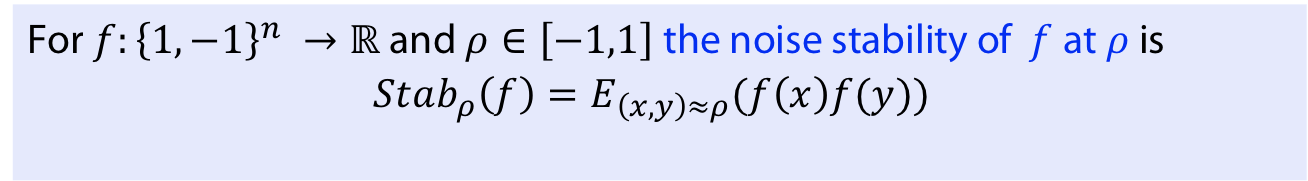 For f: {1, −1}ⁿ → ℝ and ρ ∈ [−1,1] the noise stability of f at ρ is
Stab_ρ(f) = E_{(x,y)≈ρ}(f(x)f(y))